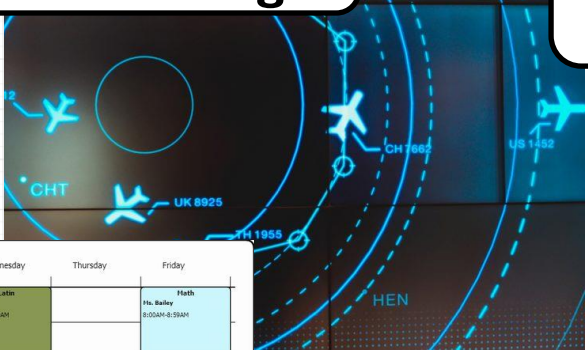 g
12
CH 7662
US 1452
CHT
UK 8925
TH 1955
HEN
nesday Thursday Friday
Latin Math
Ms. Bailey
AM 8:00AM-8:59AM